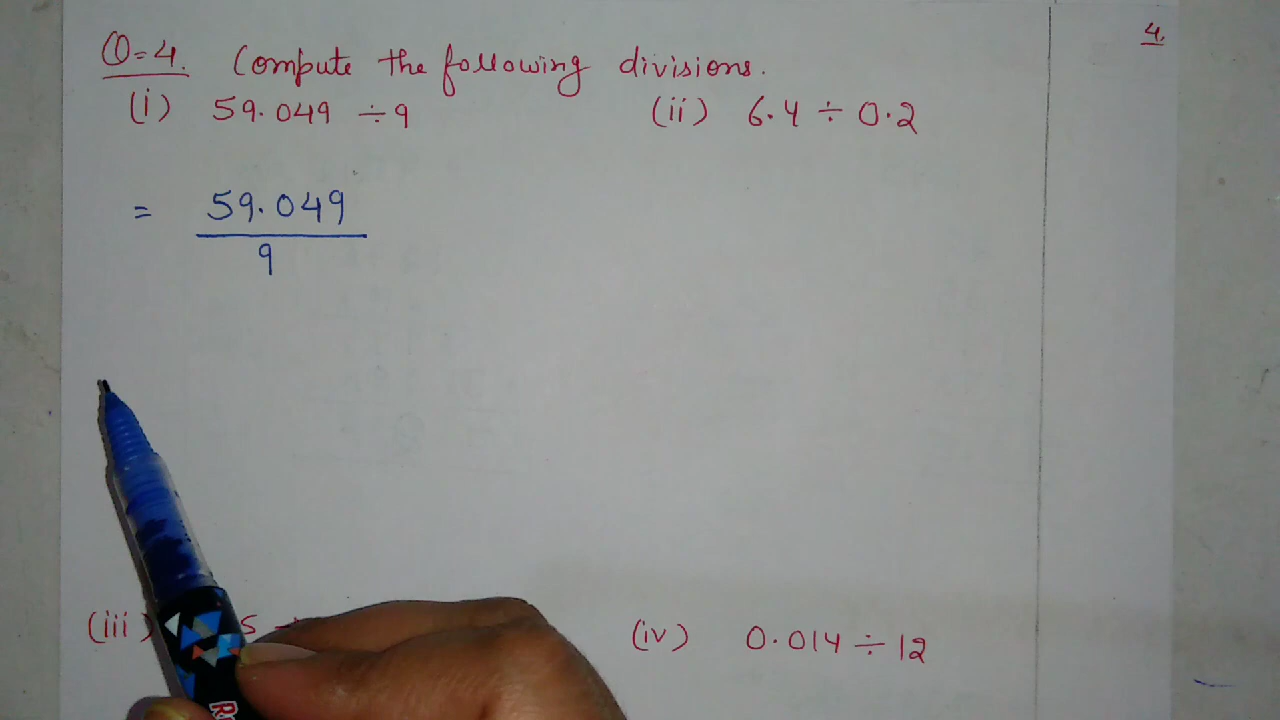 4.
Q=4. Compute the following divisions.
(i) 59.049 ÷ 9 (ii) 6.4 ÷ 0.2
= 59.049
9
(iii) (iv) 0.014 ÷ 12